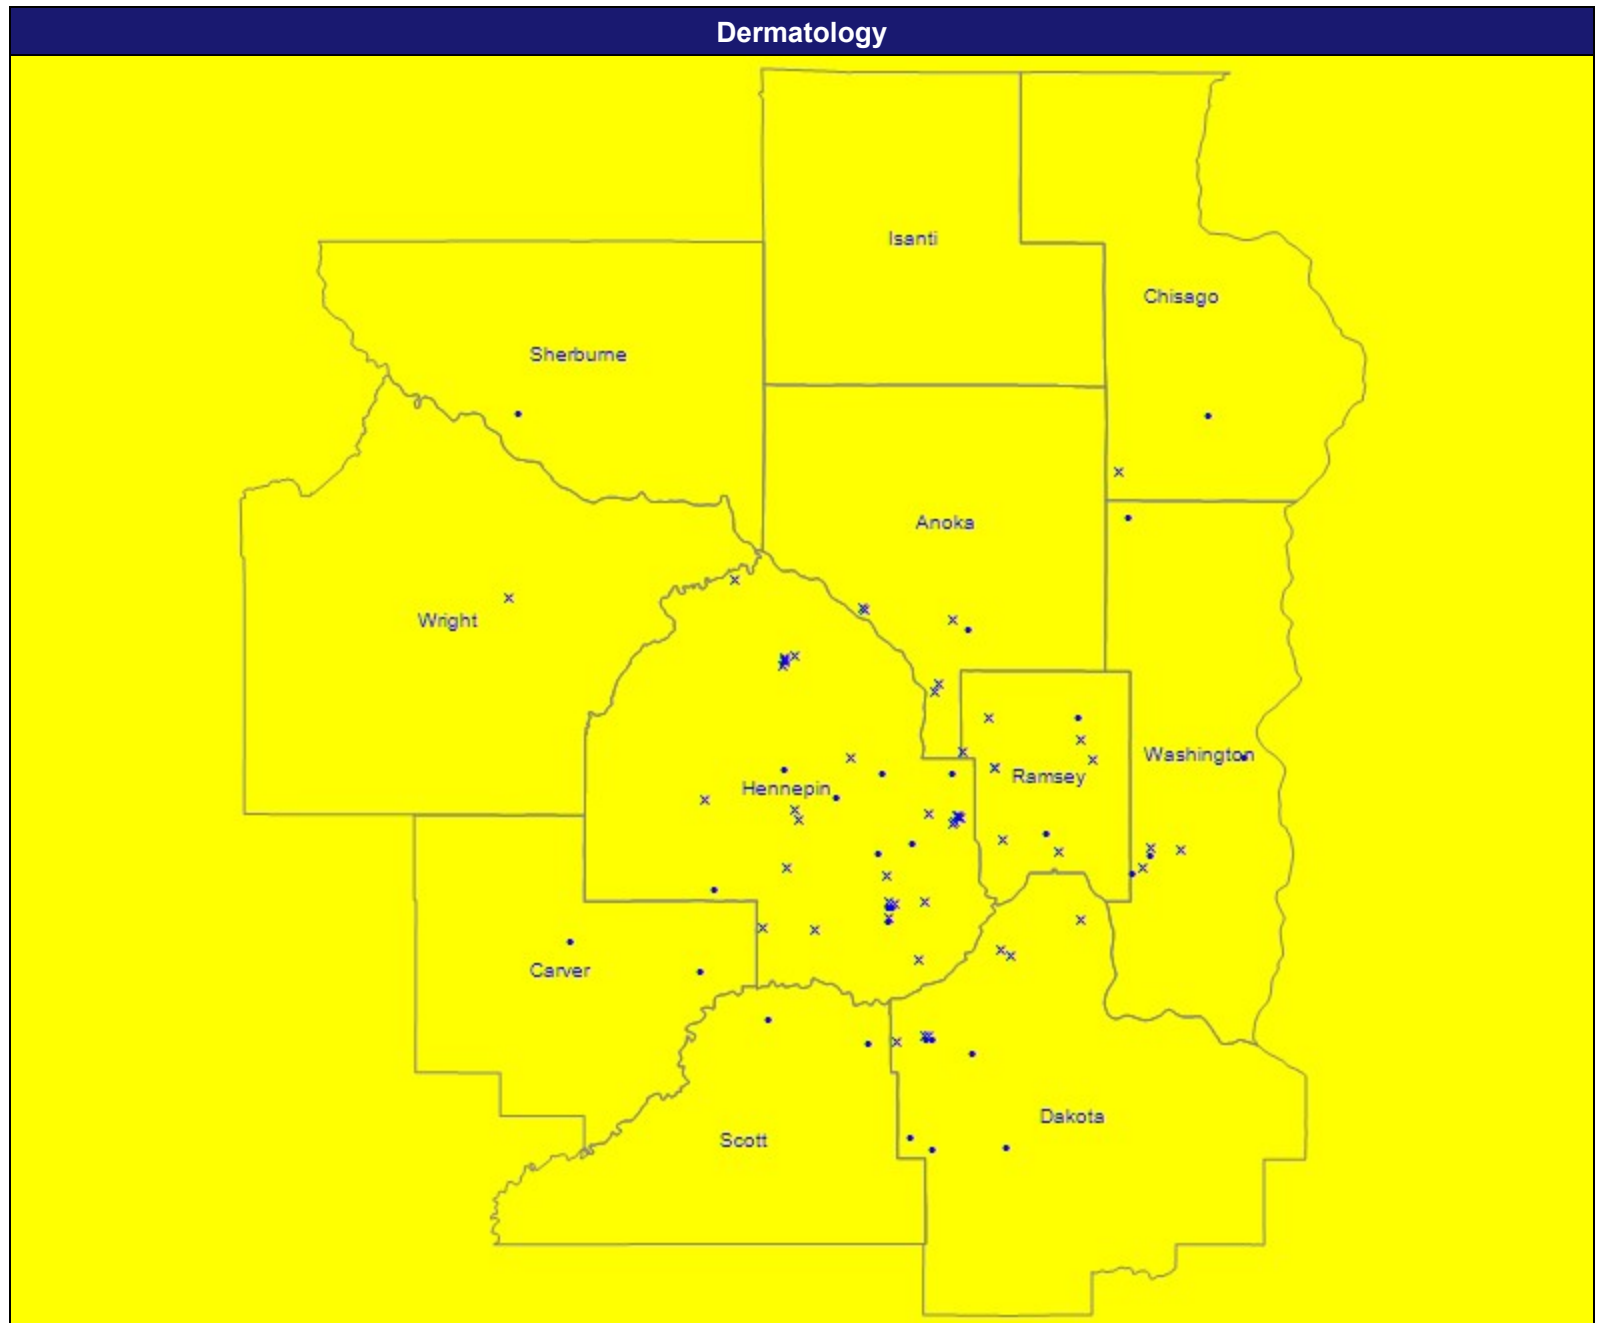 Dermatology
Isanti
Chisago
Sherburne
Anoka
Wright
Washington
Ramsey
Hennepin
Carver
Dakota
Scott